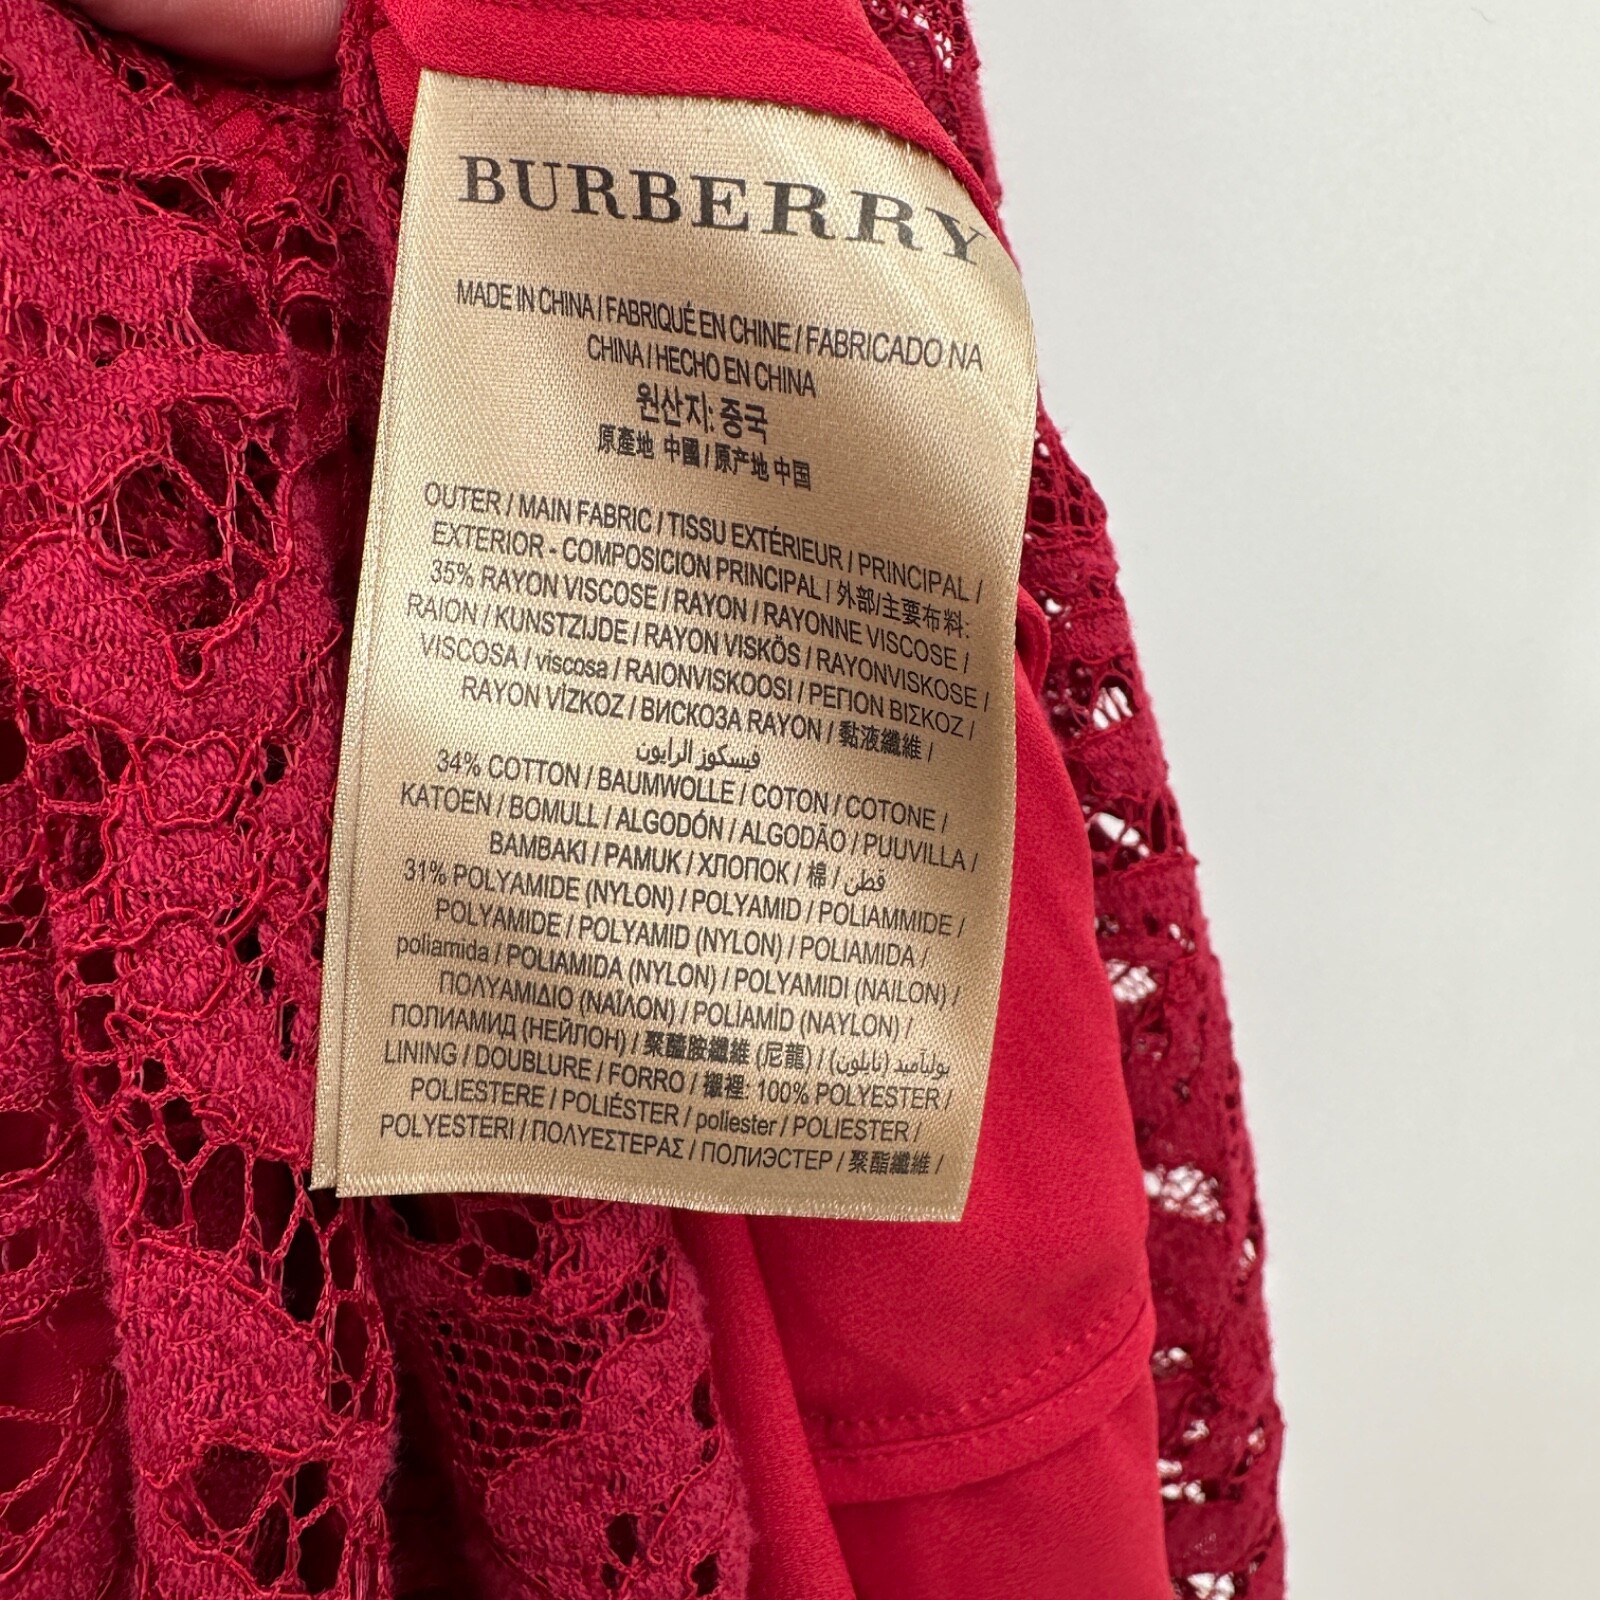 BURBERRY
MADE IN CHINA / FABRIQUÉ EN CHINE / FABRICADO NA
CHINA / HECHO EN CHINA
원산지: 중국
原產地 中國 / 原产地 中国
OUTER / MAIN FABRIC / TISSU EXTÉRIEUR / PRINCIPAL /
EXTERIOR - COMPOSICION PRINCIPAL / 外部/主要布料:
35% RAYON VISCOSE / RAYON / RAYONNE VISCOSE /
RAION / KUNSTZIJDE / RAYON VISKÖS / RAYONVISKOSE /
VISCOSA / viscosa / RAIONVISKOOSI / ΡΕΓΙΟΝ ΒΙΣΚΟΖ /
RAYON VİZKOZ / ВИСКОЗА RAYON / 黏液纖維 /
فيسكوز الرايون
34% COTTON / BAUMWOLLE / COTON / COTONE /
KATOEN / BOMULL / ALGODÓN / ALGODÃO / PUUVILLA /
BAMBAKI / PAMUK / ХЛОПОК / 棉 / قطن
31% POLYAMIDE (NYLON) / POLYAMID / POLIAMMIDE /
POLYAMIDE / POLYAMID (NYLON) / POLIAMIDA /
poliamida / POLIAMIDA (NYLON) / POLYAMIDI (NAILON) /
ΠΟΛΥΑΜΙΔΙΟ (ΝΑΪΛΟΝ) / POLİAMİD (NAYLON) /
ПОЛИАМИД (НЕЙЛОН) / 聚醯胺纖維 (尼龍) / بوليآميد (نايلون)
LINING / DOUBLURE / FORRO / 裡: 100% POLYESTER /
POLIESTERE / POLIÉSTER / poliester / POLIESTER /
POLYESTERI / ΠΟΛΥΕΣΤΕΡΑΣ / ПОЛИЭСТЕР / 聚酯纖維 /